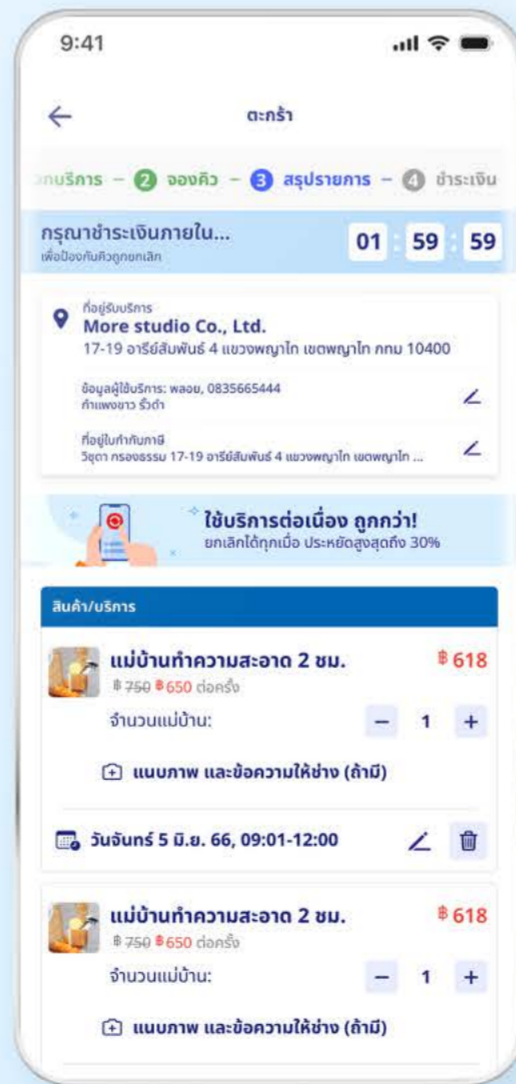 9:41
ตะกร้า
กบริการ – 2 จองคิว – 3 สรุปรายการ – 4 ชำระเงิน
กรุณาชำระเงินภายใน... 01 : 59 : 59
เพื่อป้องกันคิวถูกยกเลิก
ที่อยู่รับบริการ
More studio Co., Ltd.
17-19 อารีย์สัมพันธ์ 4 แขวงพญาไท เขตพญาไท กทม 10400
ข้อมูลผู้ใช้บริการ: พลอย, 0835665444
กำแพงขาว รั้วดำ
ที่อยู่ใบกำกับภาษี
วิชุดา กรองธรรม 17-19 อารีย์สัมพันธ์ 4 แขวงพญาไท เขตพญาไท ...
ใช้บริการต่อเนื่อง ถูกกว่า!
ยกเลิกได้ทุกเมื่อ ประหยัดสูงสุดถึง 30%
สินค้า/บริการ
แม่บ้านทำความสะอาด 2 ชม. ฿ 618
฿ 750 ฿ 650 ต่อครั้ง
จำนวนแม่บ้าน: – 1 +
แนบภาพ และข้อความให้ช่าง (ถ้ามี)
วันจันทร์ 5 มิ.ย. 66, 09:01-12:00
แม่บ้านทำความสะอาด 2 ชม. ฿ 618
฿ 750 ฿ 650 ต่อครั้ง
จำนวนแม่บ้าน: – 1 +
แนบภาพ และข้อความให้ช่าง (ถ้ามี)